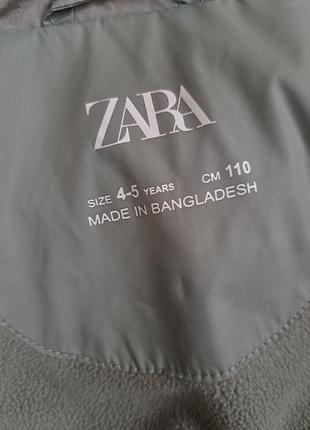 ZARA
SIZE 4-5 YEARS CM 110
MADE IN BANGLADESH